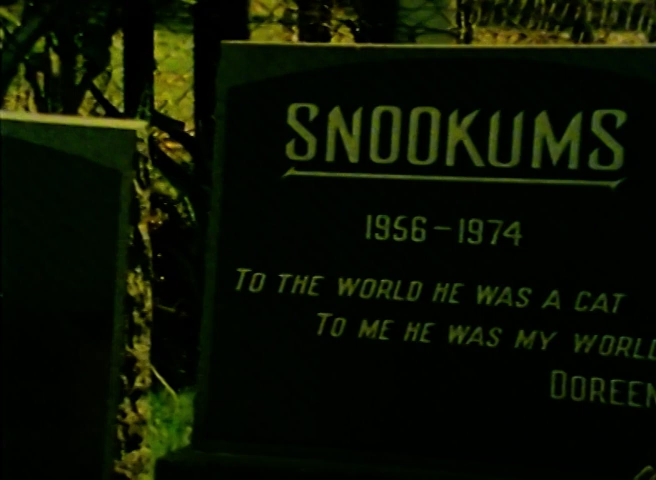 SNOOKUMS
1956-1974
TO THE WORLD HE WAS A CAT
TO ME HE WAS MY WORLD
DOREEN